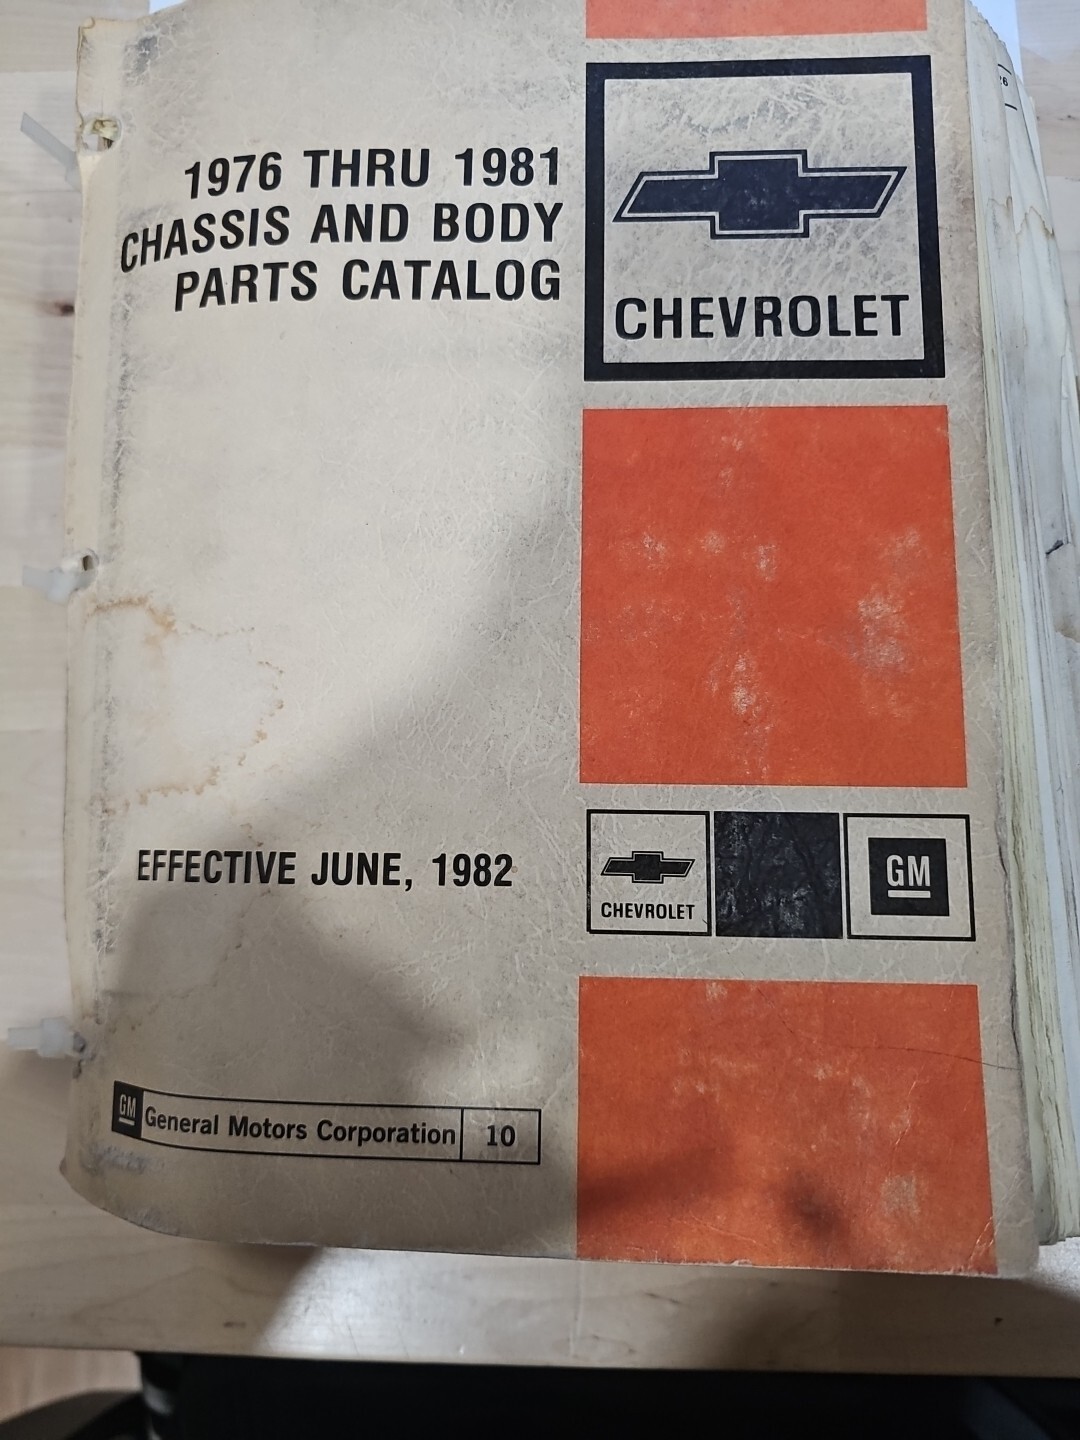 1976 THRU 1981
CHASSIS AND BODY
PARTS CATALOG
CHEVROLET
EFFECTIVE JUNE, 1982
CHEVROLET
GM
GM General Motors Corporation 10